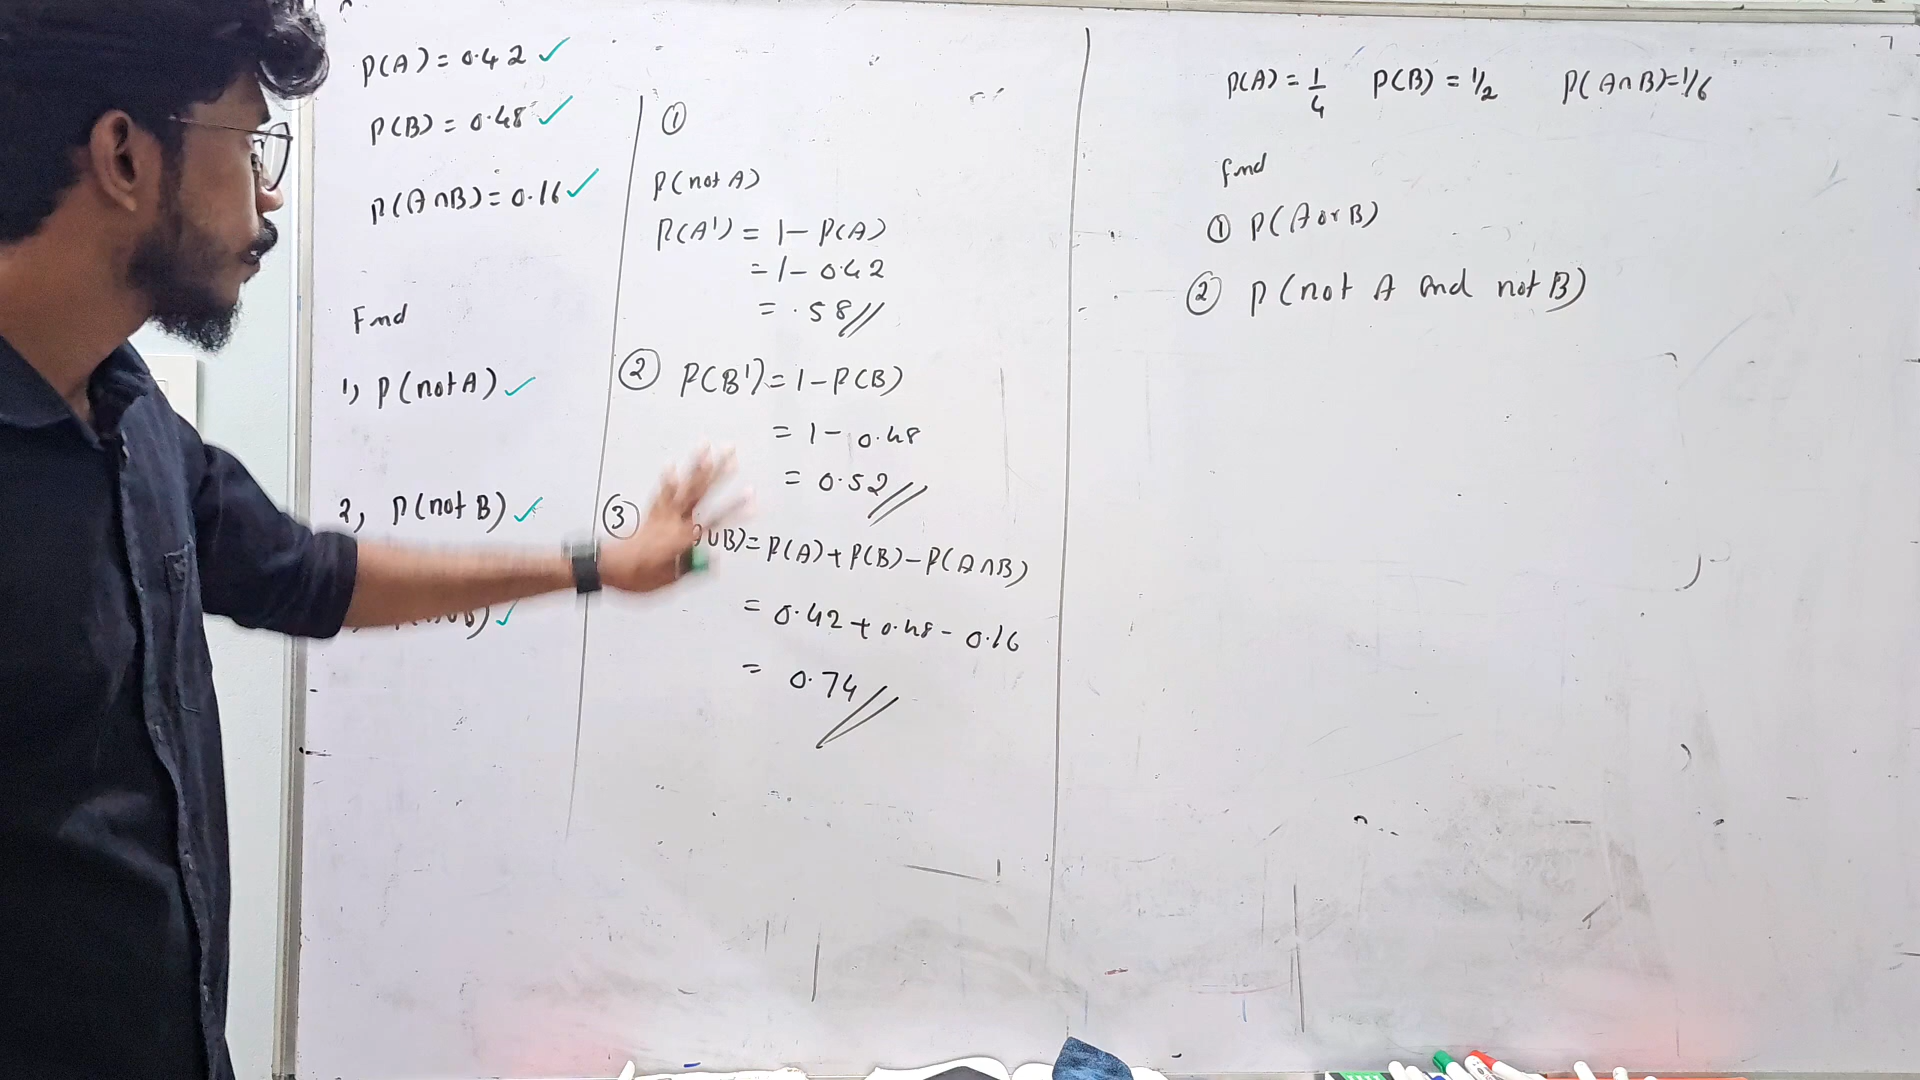 P(A) = 0.42 ✓
P(B) = 0.48 ✓
P(A∩B) = 0.16 ✓
Find
1, P(not A) ✓
2, P(not B) ✓
①
P(not A)
P(A') = 1 - P(A)
= 1 - 0.42
= .58//
② P(B') = 1 - P(B)
= 1 - 0.48
= 0.52//
③ ∪B) = P(A) + P(B) - P(A∩B)
= 0.42 + 0.48 - 0.16
= 0.74//
P(A) = 1/4 P(B) = 1/2 P(A∩B) = 1/6
find
① P(A or B)
② P(not A and not B)